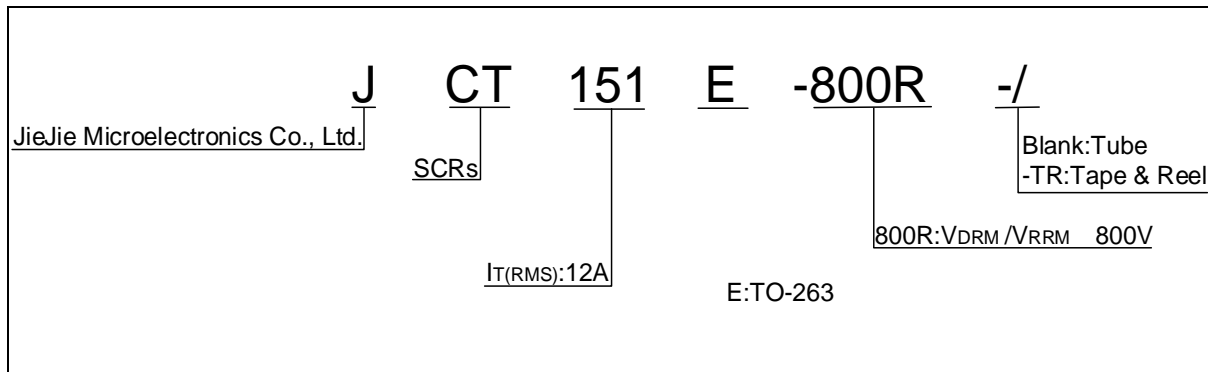 J CT 151 E -800R -/
JieJie Microelectronics Co., Ltd.
SCRs
Blank:Tube
-TR:Tape & Reel
800R:VDRM /VRRM 800V
IT(RMS):12A
E:TO-263